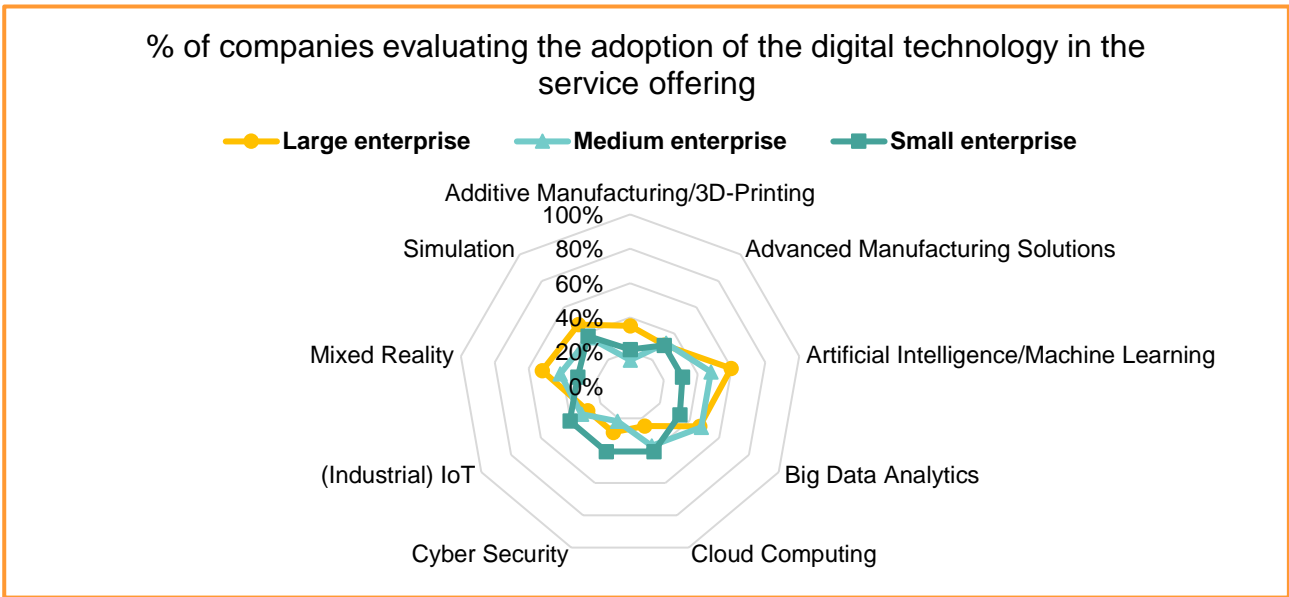 % of companies evaluating the adoption of the digital technology in the
service offering
Large enterprise
Medium enterprise
Small enterprise
Additive Manufacturing/3D-Printing
100%
Simulation
80%
Advanced Manufacturing Solutions
60%
40%
Mixed Reality
20%
Artificial Intelligence/Machine Learning
0%
(Industrial) IoT
Big Data Analytics
Cyber Security
Cloud Computing